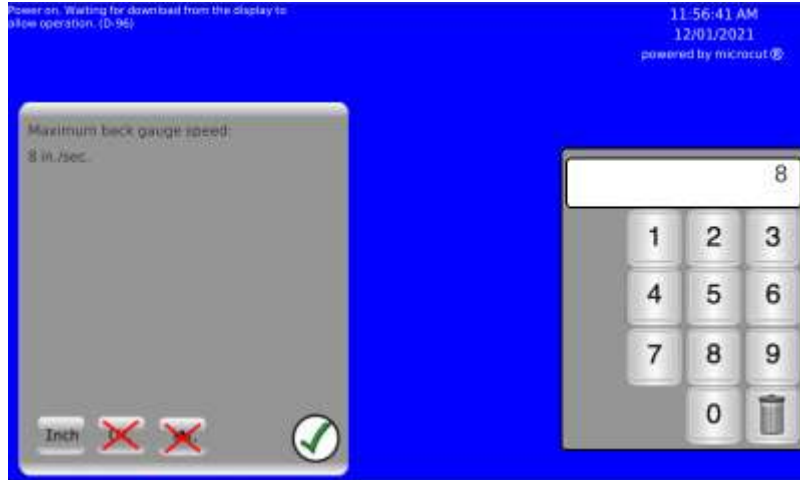 Power on. Waiting for download from the display to
allow operation. (D-96)
11:56:41 AM
12/01/2021
powered by microcut ®
Maximum back gauge speed:
8 in./sec.
8
1 2 3
4 5 6
7 8 9
0
Inch